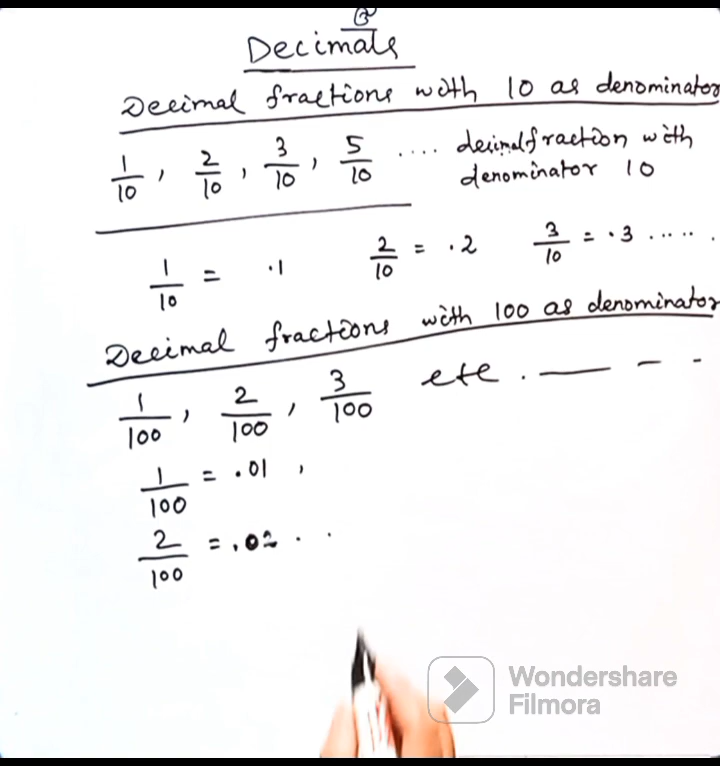 Decimals
Decimal fractions with 10 as denominator
1/10, 2/10, 3/10, 5/10 .... decimal fraction with
denominator 10
1/10 = .1 2/10 = .2 3/10 = .3 ......
Decimal fractions with 100 as denominator
1/100, 2/100, 3/100 etc. — - -
1/100 = .01,
2/100 = .02 . .
Wondershare
Filmora